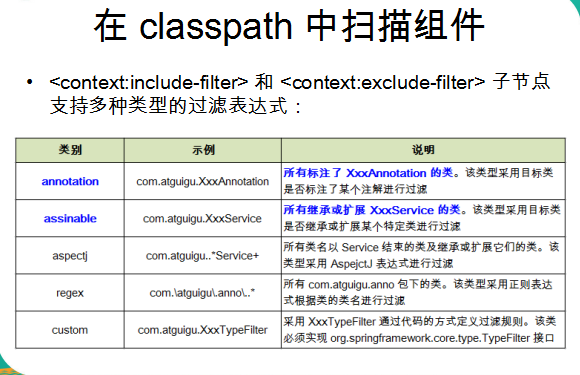 在 classpath 中扫描组件
• <context:include-filter> 和 <context:exclude-filter> 子节点
支持多种类型的过滤表达式：
类别 示例 说明
annotation com.atguigu.XxxAnnotation 所有标注了 XxxAnnotation 的类。该类型采用目标类
是否标注了某个注解进行过滤
assinable com.atguigu.XxxService 所有继承或扩展 XxxService 的类。该类型采用目标类
是否继承或扩展某个特定类进行过滤
aspectj com.atguigu..*Service+ 所有类名以 Service 结束的类及继承或扩展它们的类。该
类型采用 AspejctJ 表达式进行过滤
regex com.\atguigu\.anno\..* 所有 com.atguigu.anno 包下的类。该类型采用正则表达
式根据类的类名进行过滤
custom com.atguigu.XxxTypeFilter 采用 XxxTypeFilter 通过代码的方式定义过滤规则。该类
必须实现 org.springframework.core.type.TypeFilter 接口